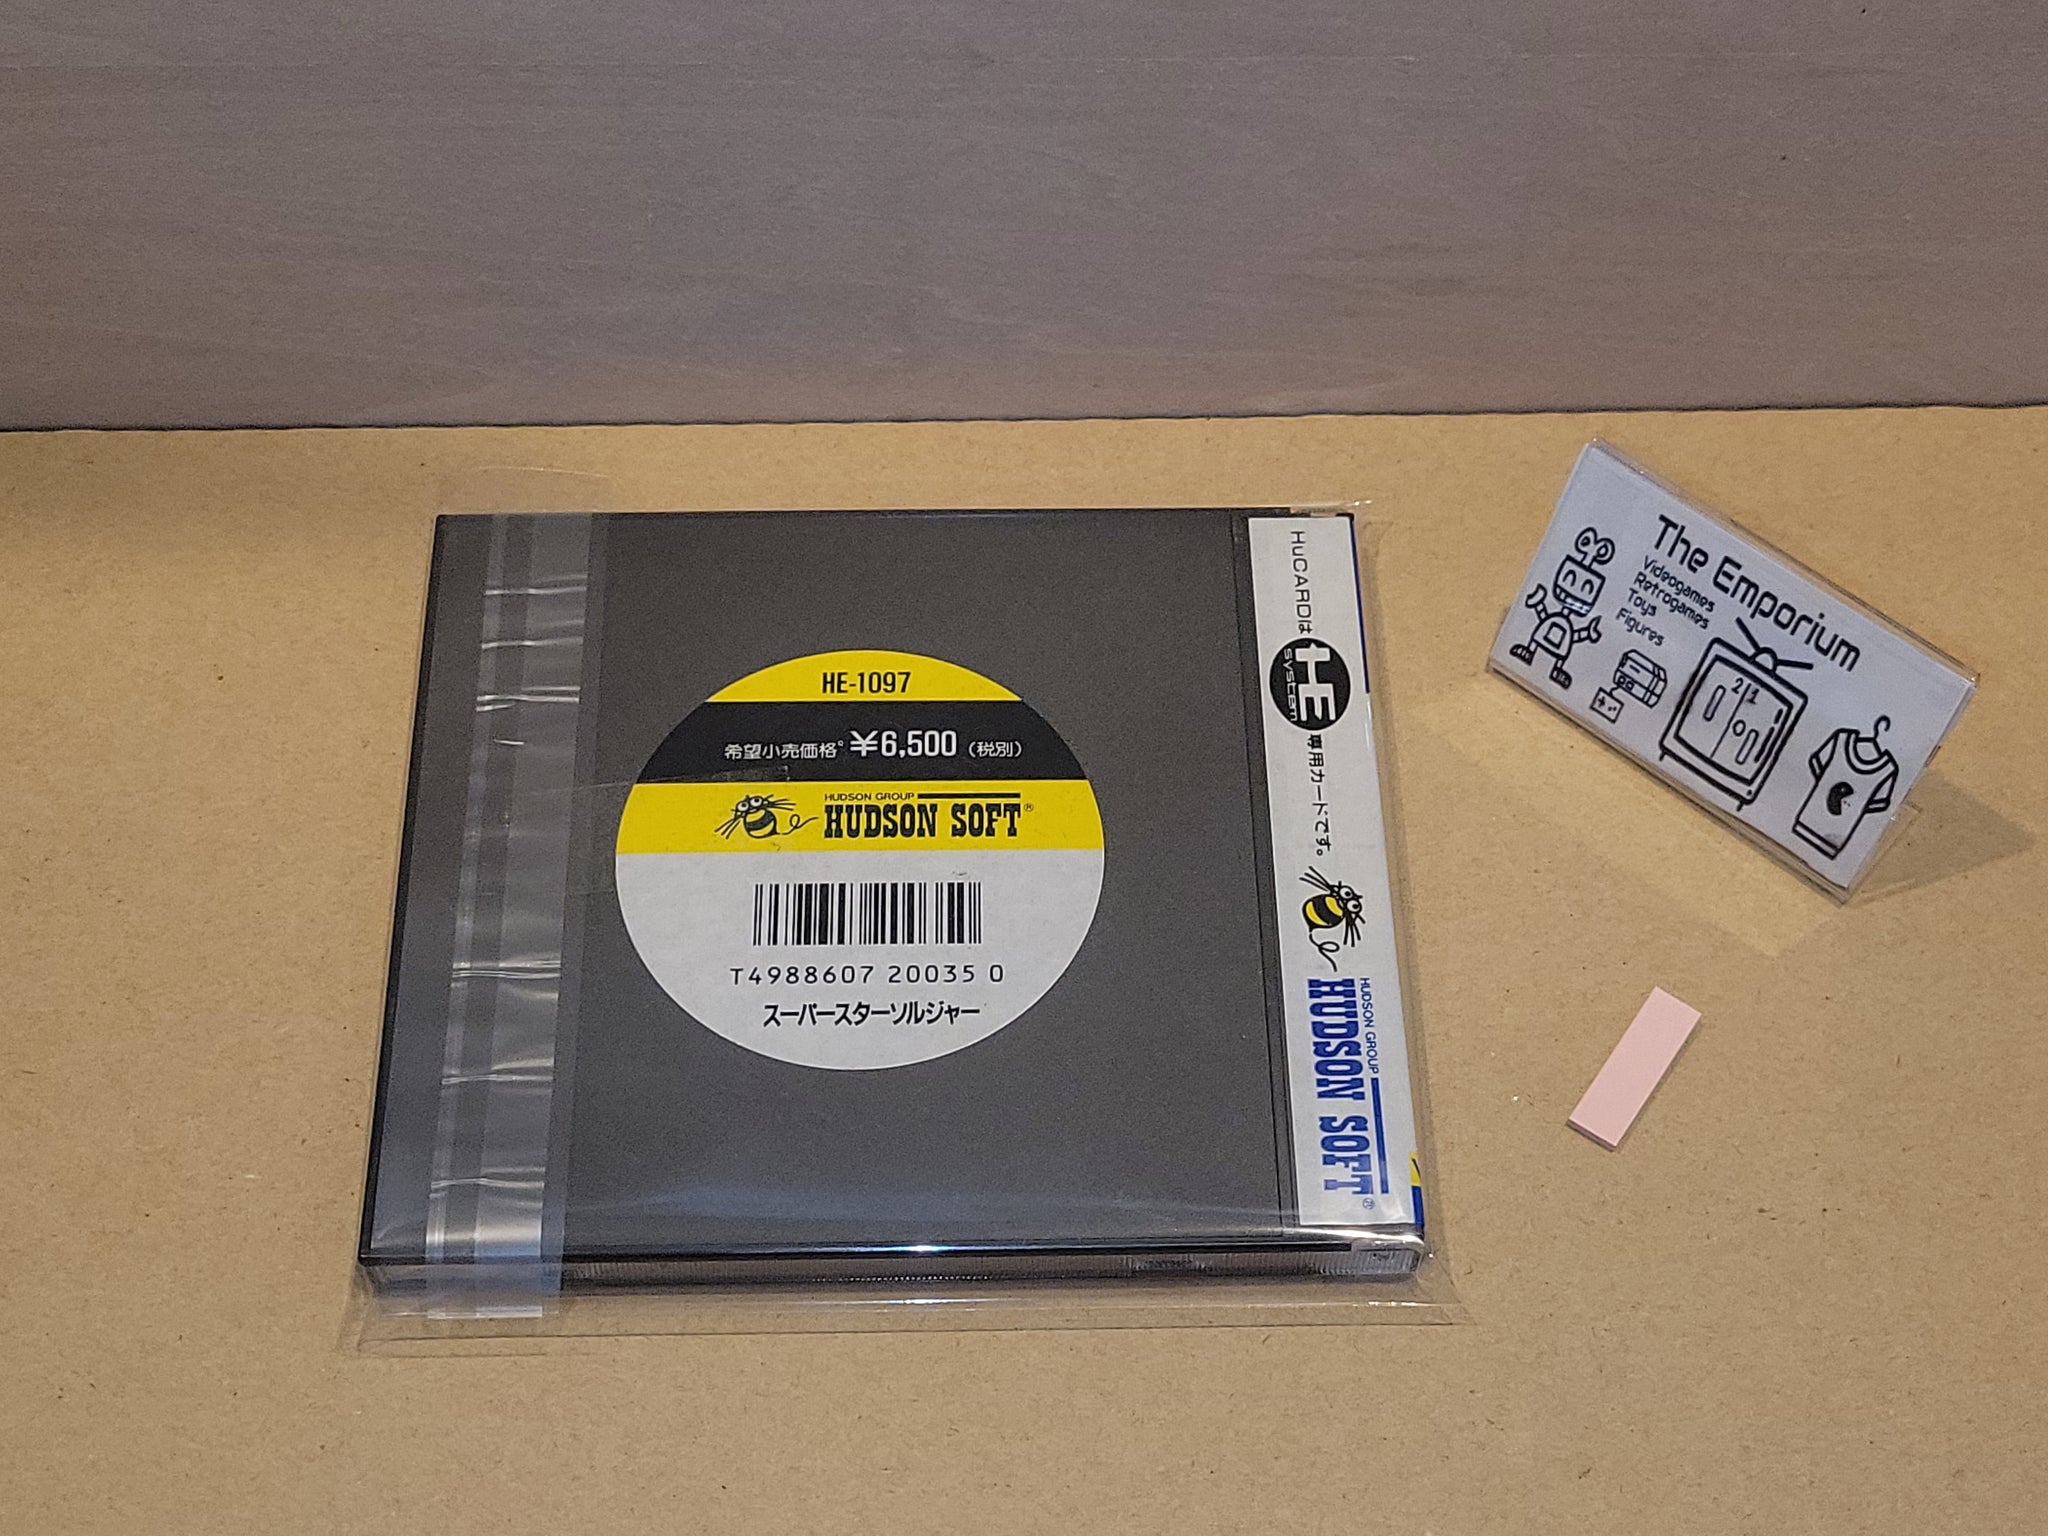 HE-1097
希望小売価格 ¥6,500(税別)
HUDSON GROUP
HUDSON SOFT®
T4988607 20035 0
スーパースターソルジャー
HuCARDは
HE
system
専用カードです。
HUDSON GROUP
HUDSON SOFT®
The Emporium
Videogames
Retrogames
Toys
Figures
2 1